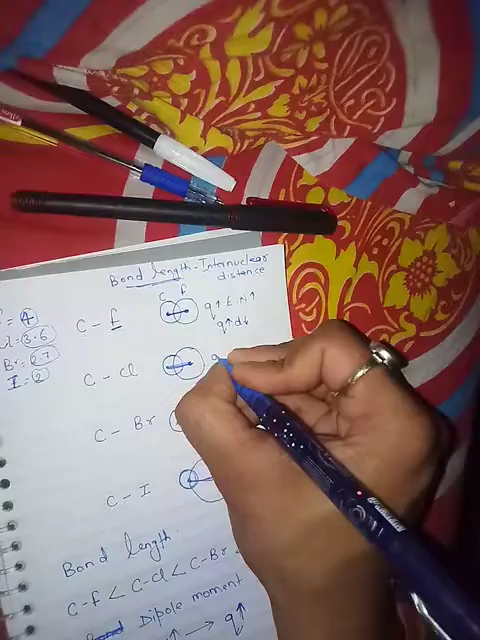 Bond length - Internuclear
distance
C F
= 4
C - f
q↑ E.N↑
q↑ d↓
= 3.6
Br = 2.7
I = 2
C - Cl
C - Br
C - I
Bond length
C-f < C-Cl < C-Br
Dipole moment
↑ → q↑